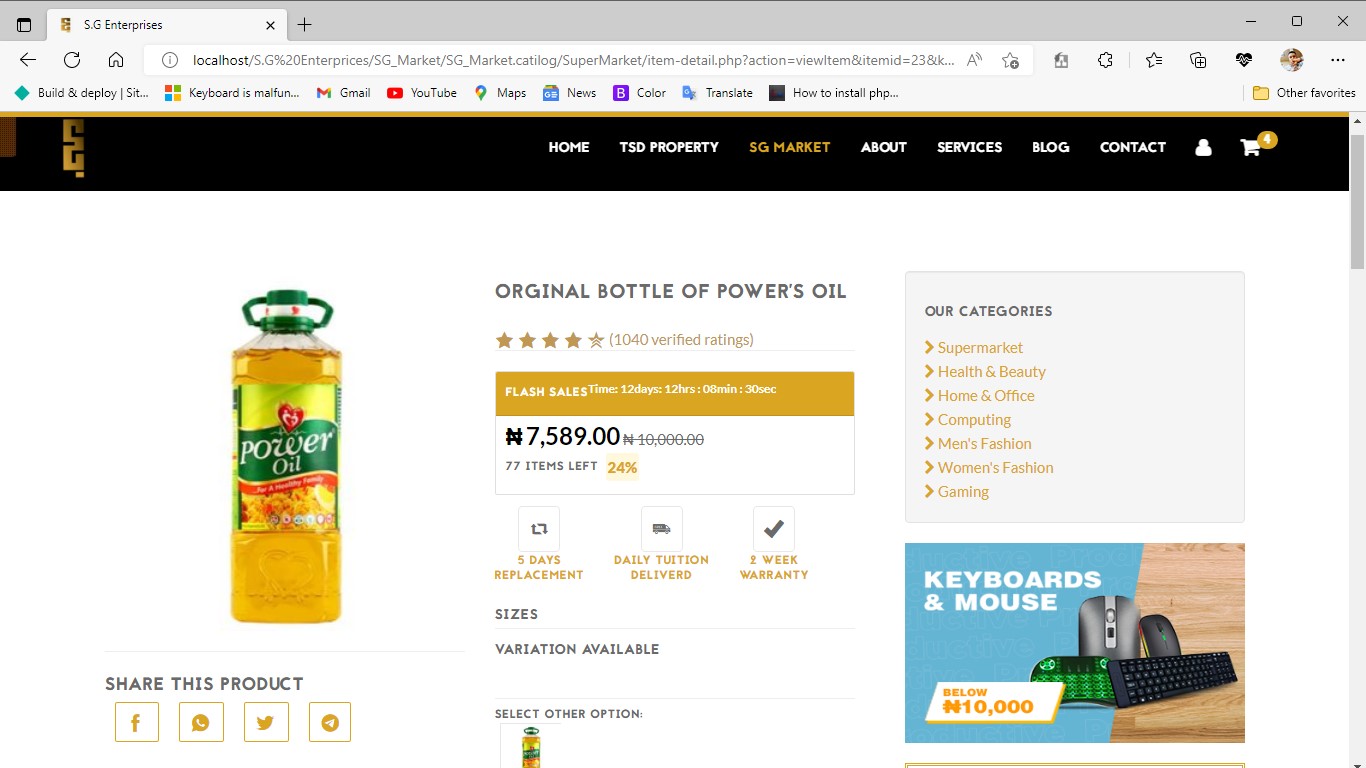 S.G Enterprises
localhost/S.G%20Enterprices/SG_Market/SG_Market.catilog/SuperMarket/item-detail.php?action=viewItem&itemid=23&k...
Build & deploy | Sit...
Keyboard is malfun...
Gmail
YouTube
Maps
News
Color
Translate
How to install php...
Other favorites
SG
HOME
TSD PROPERTY
SG MARKET
ABOUT
SERVICES
BLOG
CONTACT
4
ORGINAL BOTTLE OF POWER'S OIL
(1040 verified ratings)
FLASH SALES Time: 12days: 12hrs : 08min : 30sec
₦ 7,589.00 ₦ 10,000.00
77 ITEMS LEFT 24%
5 DAYS
REPLACEMENT
DAILY TUITION
DELIVERD
2 WEEK
WARRANTY
SIZES
VARIATION AVAILABLE
SELECT OTHER OPTION:
power
Oil
...For A Healthy Family
SHARE THIS PRODUCT
OUR CATEGORIES
Supermarket
Health & Beauty
Home & Office
Computing
Men's Fashion
Women's Fashion
Gaming
KEYBOARDS
& MOUSE
BELOW
₦10,000